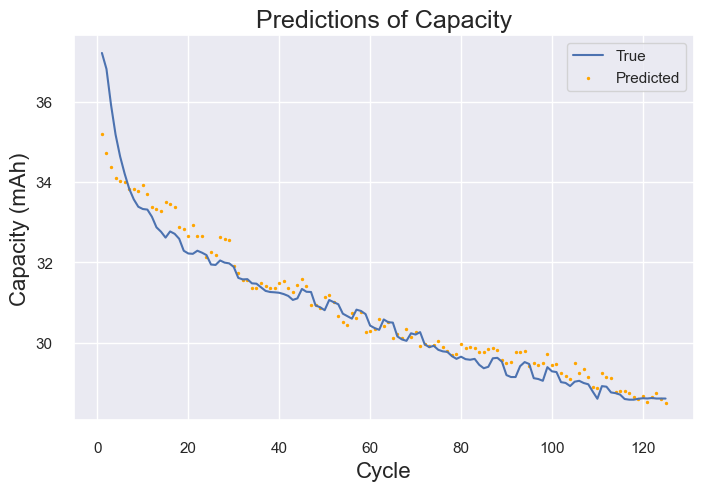 Predictions of Capacity
True
Predicted
Capacity (mAh)
36
34
32
30
0 20 40 60 80 100 120
Cycle